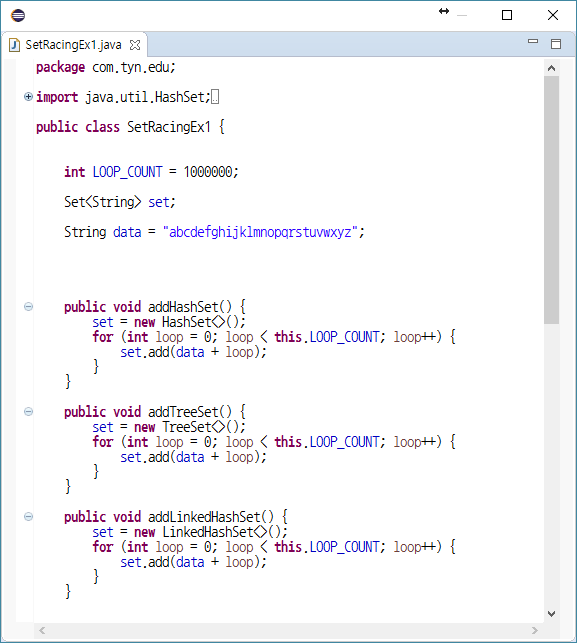 SetRacingEx1.java
package com.tyn.edu;
import java.util.HashSet;
public class SetRacingEx1 {
int LOOP_COUNT = 1000000;
Set<String> set;
String data = "abcdefghijklmnopqrstuvwxyz";
public void addHashSet() {
set = new HashSet<>();
for (int loop = 0; loop < this.LOOP_COUNT; loop++) {
set.add(data + loop);
}
}
public void addTreeSet() {
set = new TreeSet<>();
for (int loop = 0; loop < this.LOOP_COUNT; loop++) {
set.add(data + loop);
}
}
public void addLinkedHashSet() {
set = new LinkedHashSet<>();
for (int loop = 0; loop < this.LOOP_COUNT; loop++) {
set.add(data + loop);
}
}